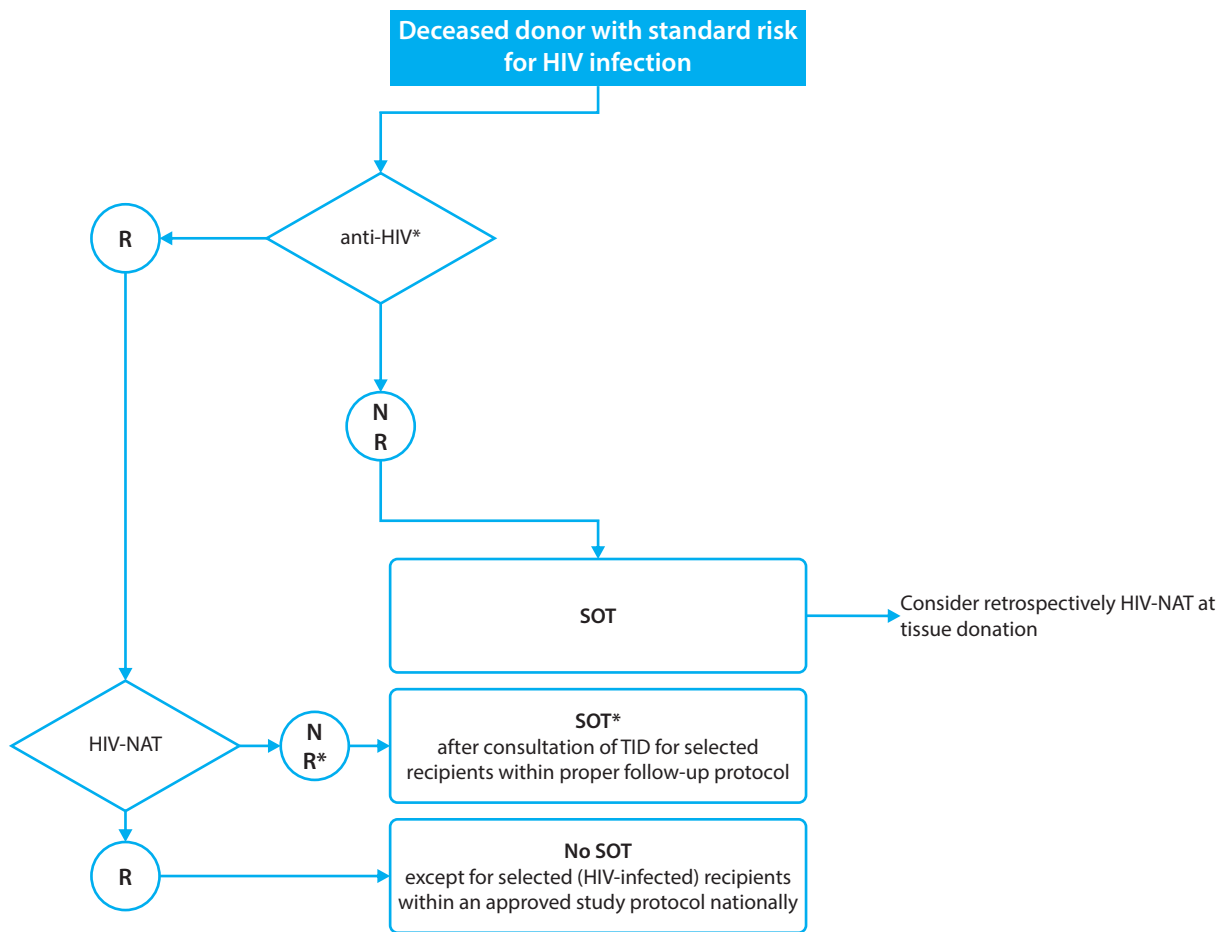 Deceased donor with standard risk
for HIV infection
anti-HIV*
R
N
R
SOT
Consider retrospectively HIV-NAT at
tissue donation
HIV-NAT
N
R*
SOT*
after consultation of TID for selected
recipients within proper follow-up protocol
R
No SOT
except for selected (HIV-infected) recipients
within an approved study protocol nationally